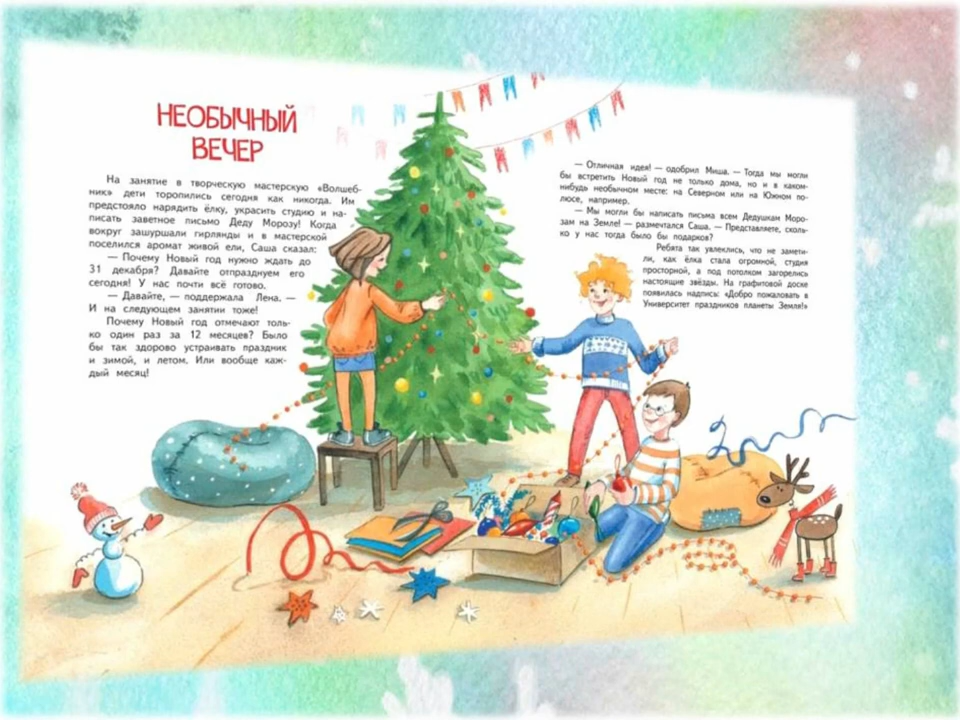 НЕОБЫЧНЫЙ
ВЕЧЕР
На занятие в творческую мастерскую «Волшеб-
ник» дети торопились сегодня как никогда. Им
предстояло нарядить ёлку, украсить студию и на-
писать заветное письмо Деду Морозу! Когда
вокруг зашуршали гирлянды и в мастерской
поселился аромат живой ели, Саша сказал:
— Почему Новый год нужно ждать до
31 декабря? Давайте отпразднуем его
сегодня! У нас почти всё готово.
— Давайте, — поддержала Лена. —
И на следующем занятии тоже!
Почему Новый год отмечают толь-
ко один раз за 12 месяцев? Было
бы так здорово устраивать праздник
и зимой, и летом. Или вообще каж-
дый месяц!
— Отличная идея! — одобрил Миша. — Тогда мы могли
бы встретить Новый год не только дома, но и в каком-
нибудь необычном месте: на Северном или на Южном по-
люсе, например.
— Мы могли бы написать письма всем Дедушкам Моро-
зам на Земле! — размечтался Саша. — Представляете, сколь-
ко у нас тогда было бы подарков?
Ребята так увлеклись, что не замети-
ли, как ёлка стала огромной, студия
просторной, а под потолком загорелись
настоящие звёзды. На графитовой доске
появилась надпись: «Добро пожаловать в
Университет праздников планеты Земля!»